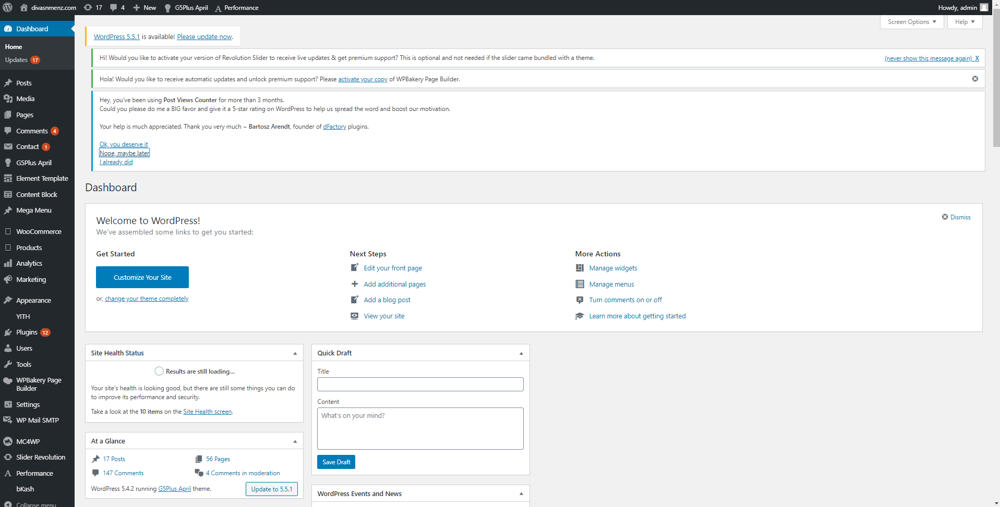 divasnmenz.com 17 4 New G5Plus April Performance Howdy, admin
Dashboard
Home
Updates 17
Posts
Media
Pages
Comments 4
Contact 1
G5Plus April
Element Template
Content Block
Mega Menu
WooCommerce
Products
Analytics
Marketing
Appearance
YITH
Plugins 12
Users
Tools
WPBakery Page
Builder
Settings
WP Mail SMTP
MC4WP
Slider Revolution
Performance
bKash
Collapse menu
Screen Options Help
WordPress 5.5.1 is available! Please update now.
Hi! Would you like to activate your version of Revolution Slider to receive live updates & get premium support? This is optional and not needed if the slider came bundled with a theme. (never show this message again) X
Hola! Would you like to receive automatic updates and unlock premium support? Please activate your copy of WPBakery Page Builder.
Hey, you've been using Post Views Counter for more than 3 months.
Could you please do me a BIG favor and give it a 5-star rating on WordPress to help us spread the word and boost our motivation.
Your help is much appreciated. Thank you very much ~ Bartosz Arendt, founder of dFactory plugins.
Ok, you deserve it
Nope, maybe later
I already did
Dashboard
Welcome to WordPress!
Dismiss
We've assembled some links to get you started:
Get Started
Customize Your Site
or, change your theme completely
Next Steps
Edit your front page
Add additional pages
Add a blog post
View your site
More Actions
Manage widgets
Manage menus
Turn comments on or off
Learn more about getting started
Site Health Status
Results are still loading...
Your site's health is looking good, but there are still some things you can do
to improve its performance and security.
Take a look at the 10 items on the Site Health screen.
At a Glance
17 Posts 56 Pages
147 Comments 4 Comments in moderation
WordPress 5.4.2 running G5Plus April theme. Update to 5.5.1
Quick Draft
Title
Content
What's on your mind?
Save Draft
WordPress Events and News